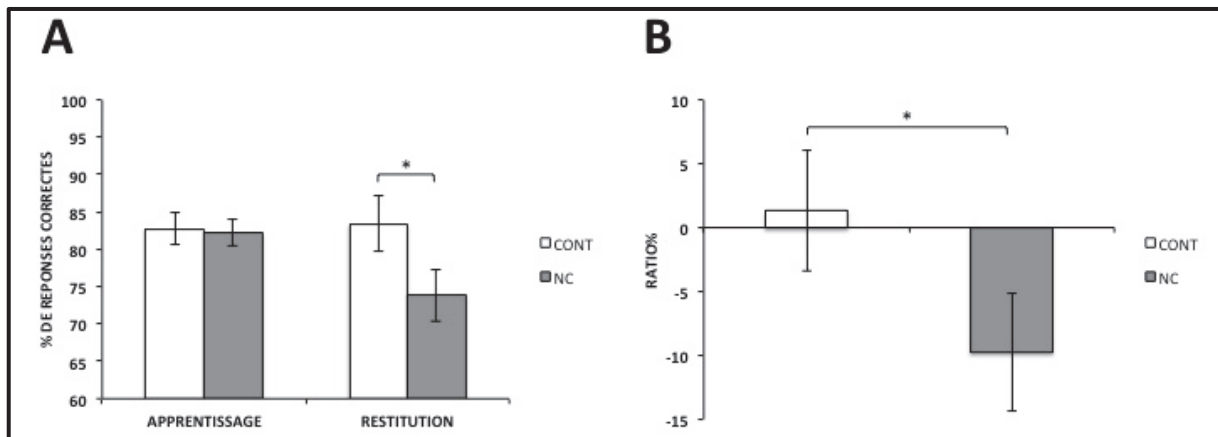 A
% DE REPONSES CORRECTES
100
95
90
85
80
75
70
65
60
*
APPRENTISSAGE
RESTITUTION
CONT
NC
B
RATIO%
10
5
0
-5
-10
-15
*
CONT
NC